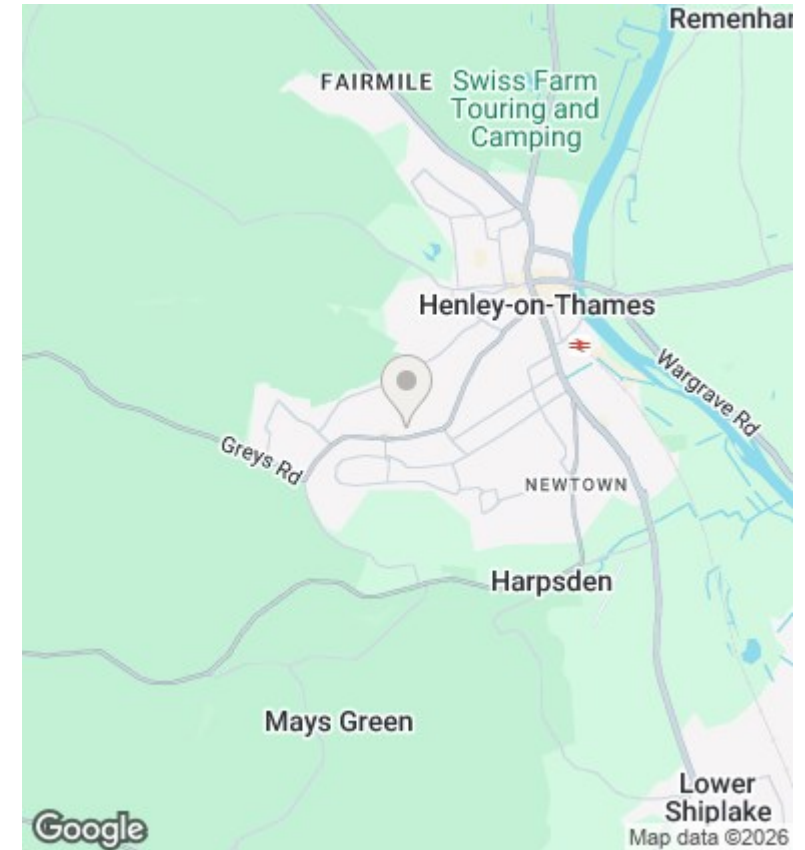 Remenhar
FAIRMILE
Swiss Farm
Touring and
Camping
Henley-on-Thames
Wargrave Rd
Greys Rd
NEWTOWN
Harpsden
Mays Green
Lower
Shiplake
Google
Map data ©2026